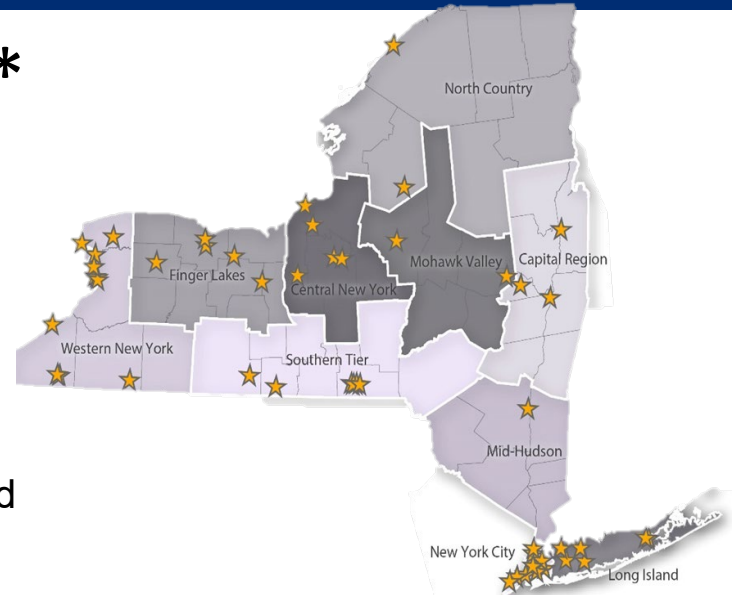 *
North Country
Mohawk Valley
Capital Region
Finger Lakes
Central New York
Western New York
Southern Tier
Mid-Hudson
d
New York City
Long Island